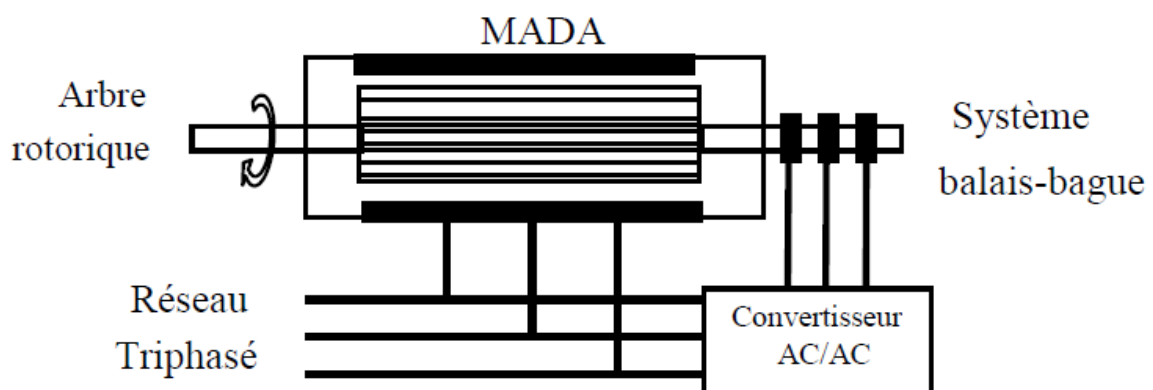 MADA
Arbre
rotorique
Système
balais-bague
Réseau
Triphasé
Convertisseur
AC/AC